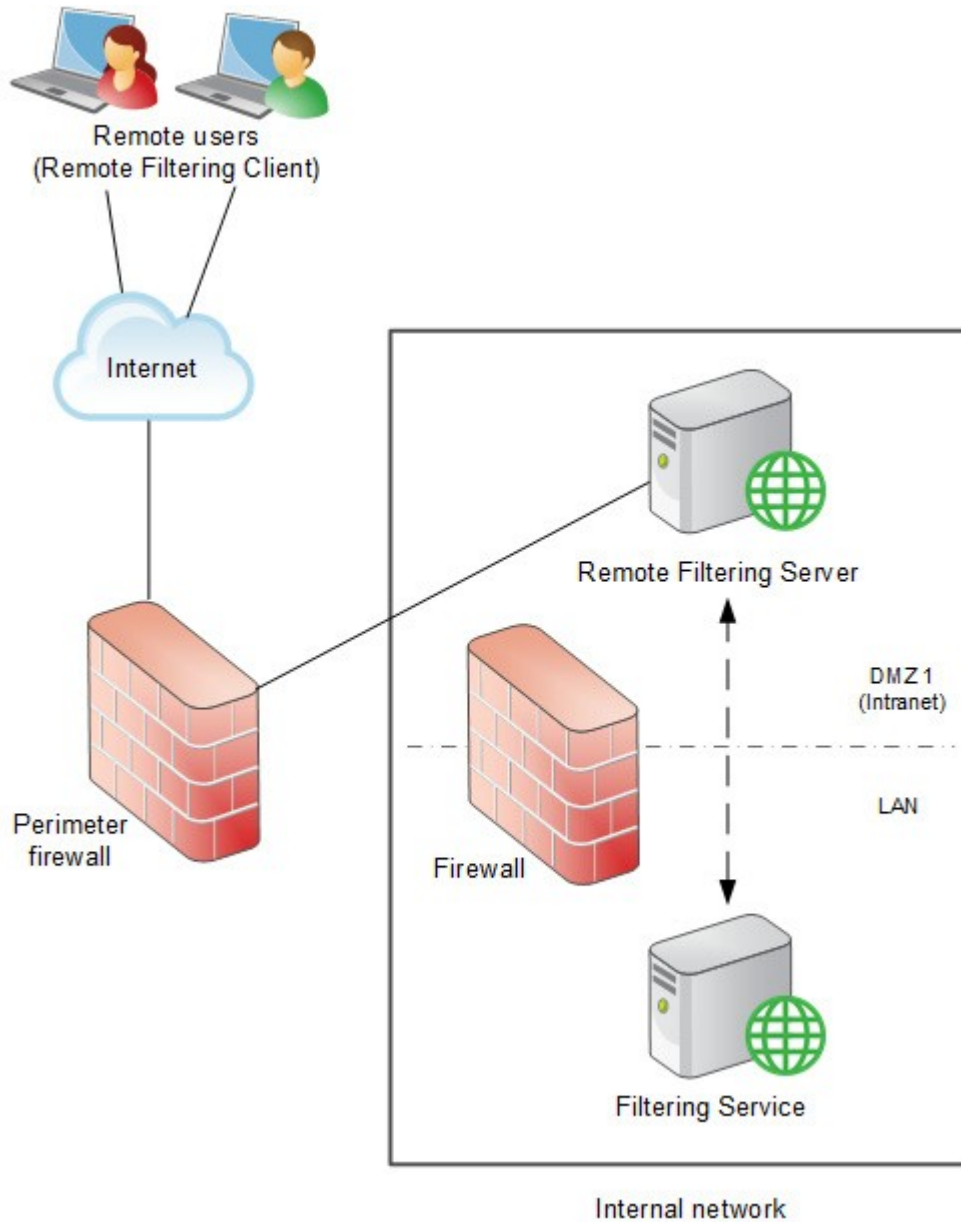 Remote users
(Remote Filtering Client)
Internet
Remote Filtering Server
DMZ 1
(Intranet)
LAN
Perimeter
firewall
Firewall
Filtering Service
Internal network